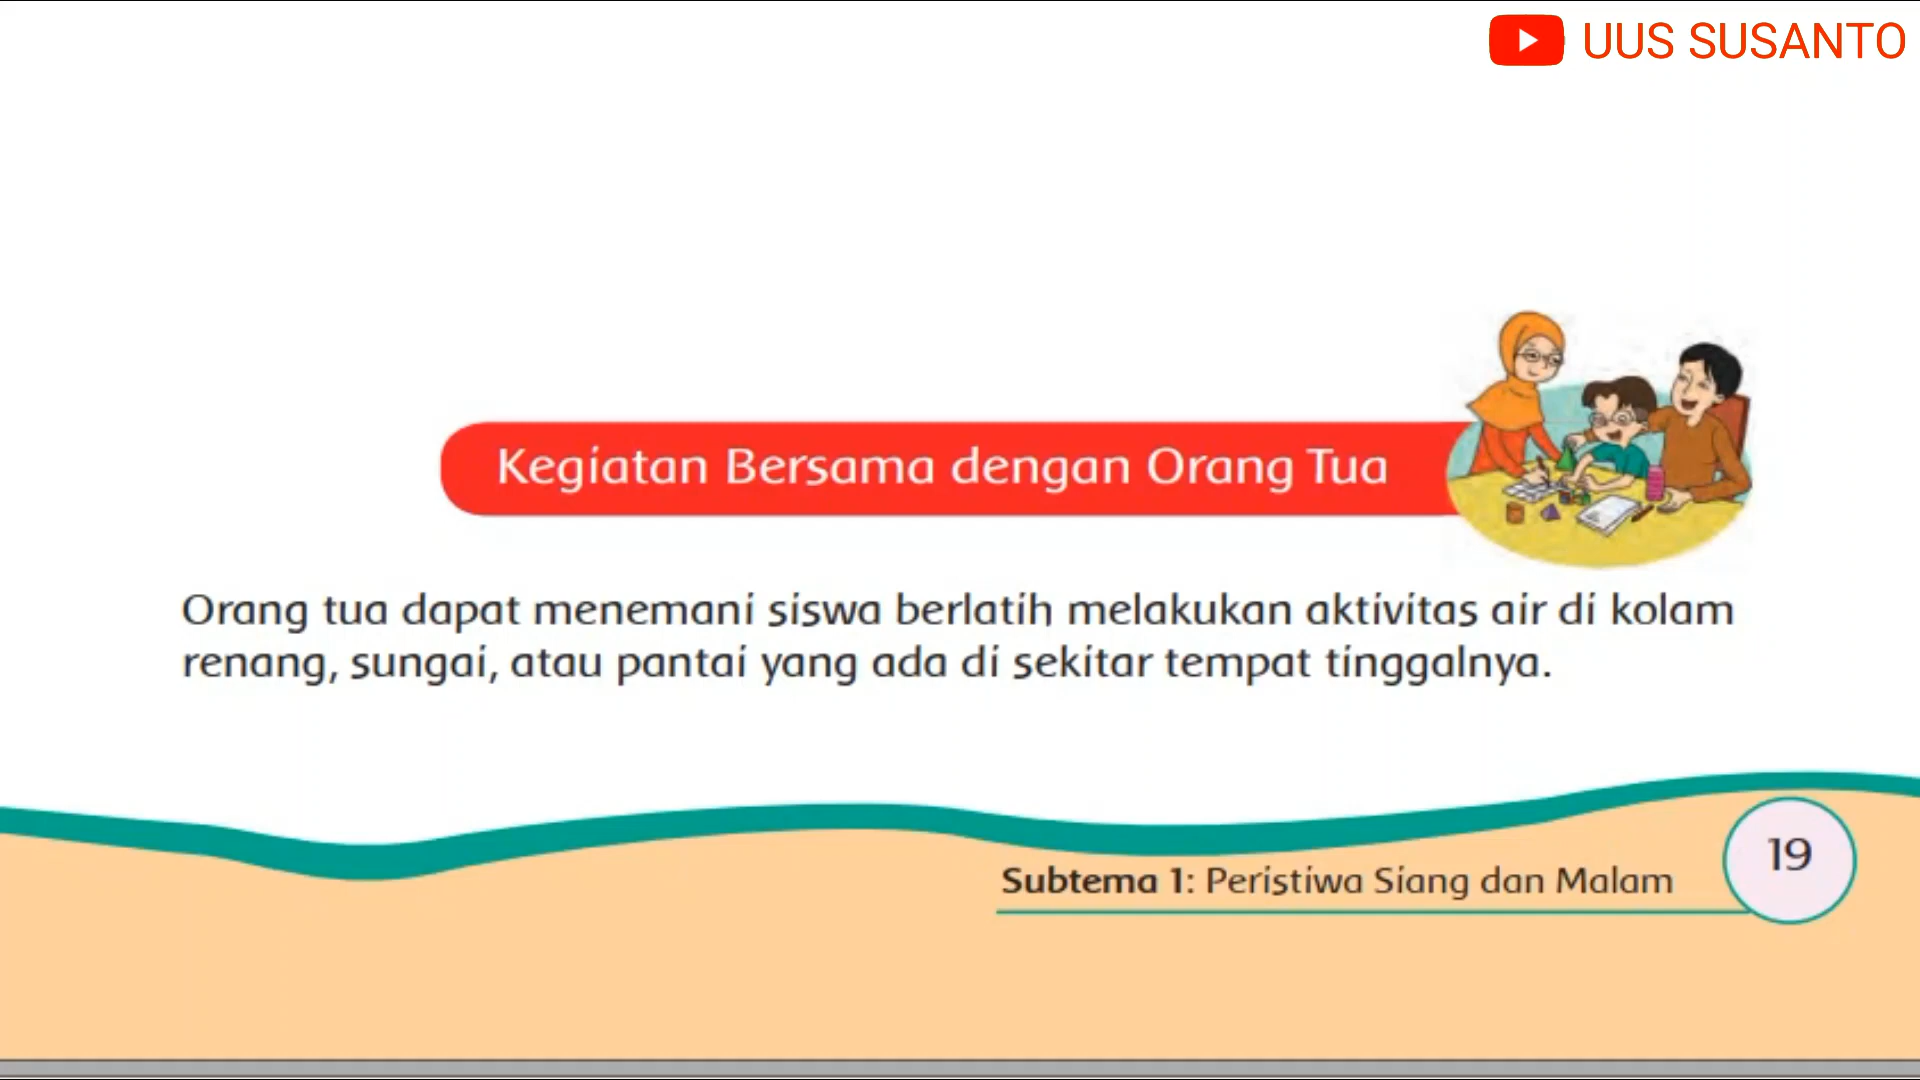 UUS SUSANTO
Kegiatan Bersama dengan Orang Tua
Orang tua dapat menemani siswa berlatih melakukan aktivitas air di kolam
renang, sungai, atau pantai yang ada di sekitar tempat tinggalnya.
Subtema 1: Peristiwa Siang dan Malam
19